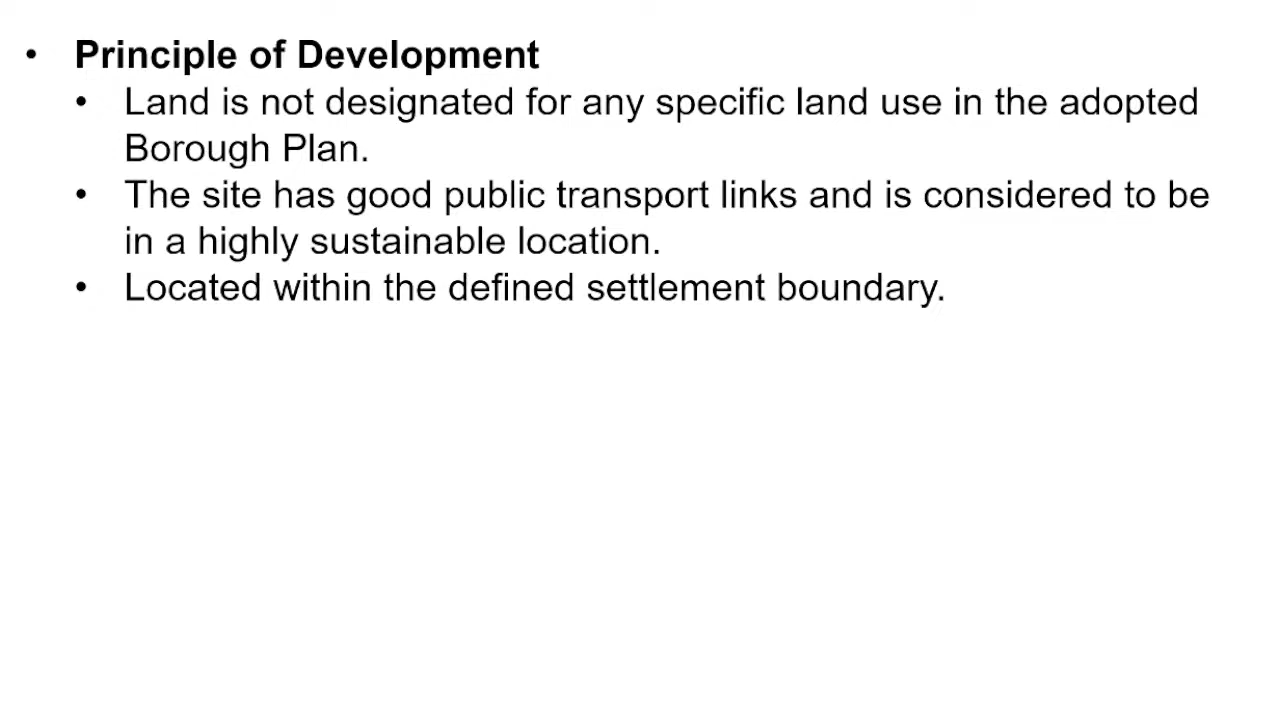 • Principle of Development
• Land is not designated for any specific land use in the adopted
Borough Plan.
• The site has good public transport links and is considered to be
in a highly sustainable location.
• Located within the defined settlement boundary.